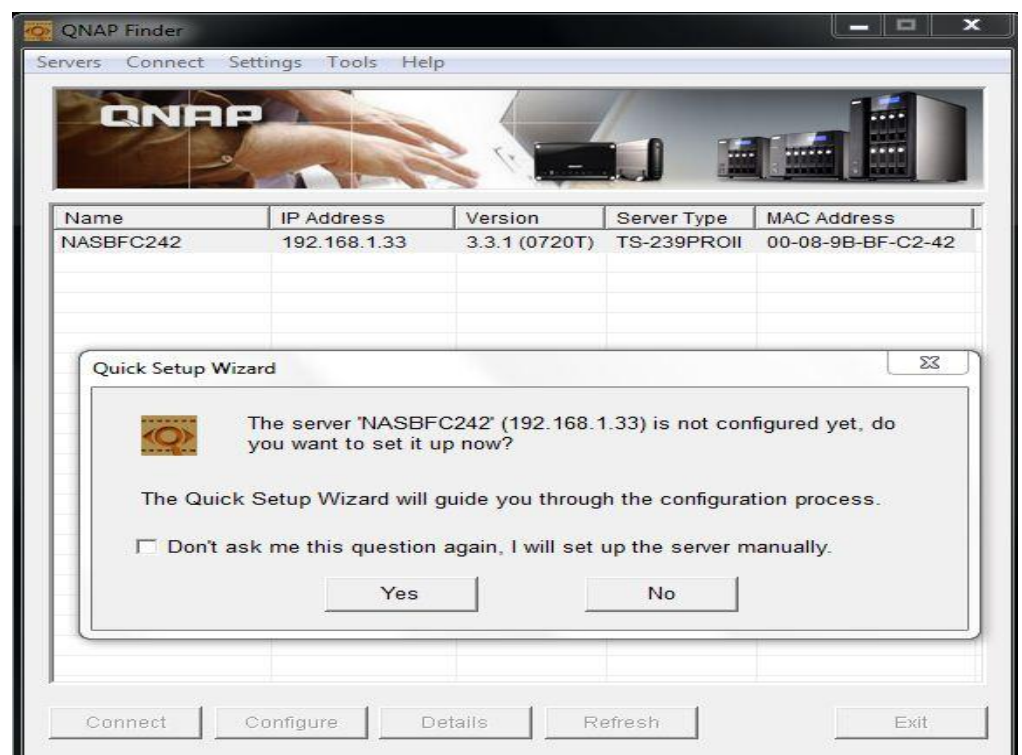 QNAP Finder
Servers Connect Settings Tools Help
QNAP
Name IP Address Version Server Type MAC Address
NASBFC242 192.168.1.33 3.3.1 (0720T) TS-239PROII 00-08-9B-BF-C2-42
Quick Setup Wizard
The server 'NASBFC242' (192.168.1.33) is not configured yet, do
you want to set it up now?
The Quick Setup Wizard will guide you through the configuration process.
Don't ask me this question again, I will set up the server manually.
Yes No
Connect Configure Details Refresh Exit